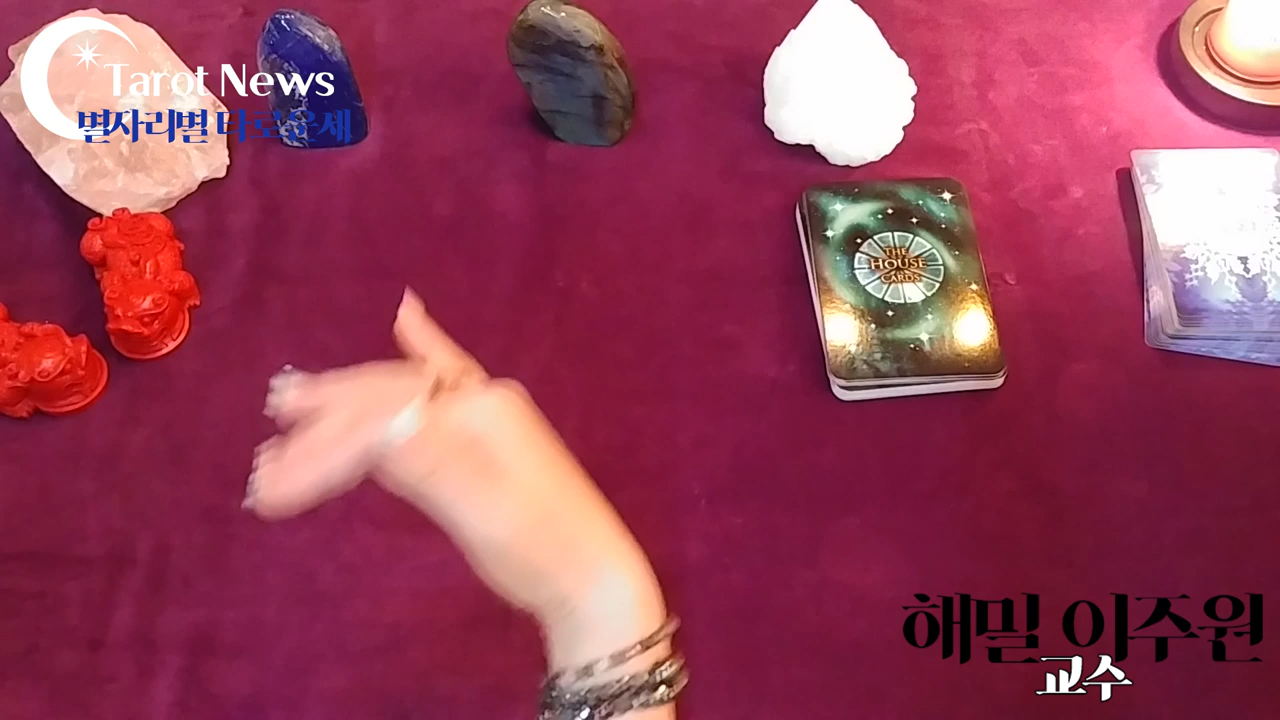 Tarot News
별자리별 타로운세
THE
HOUSE
OF
CARDS
해밀 이주원
교수